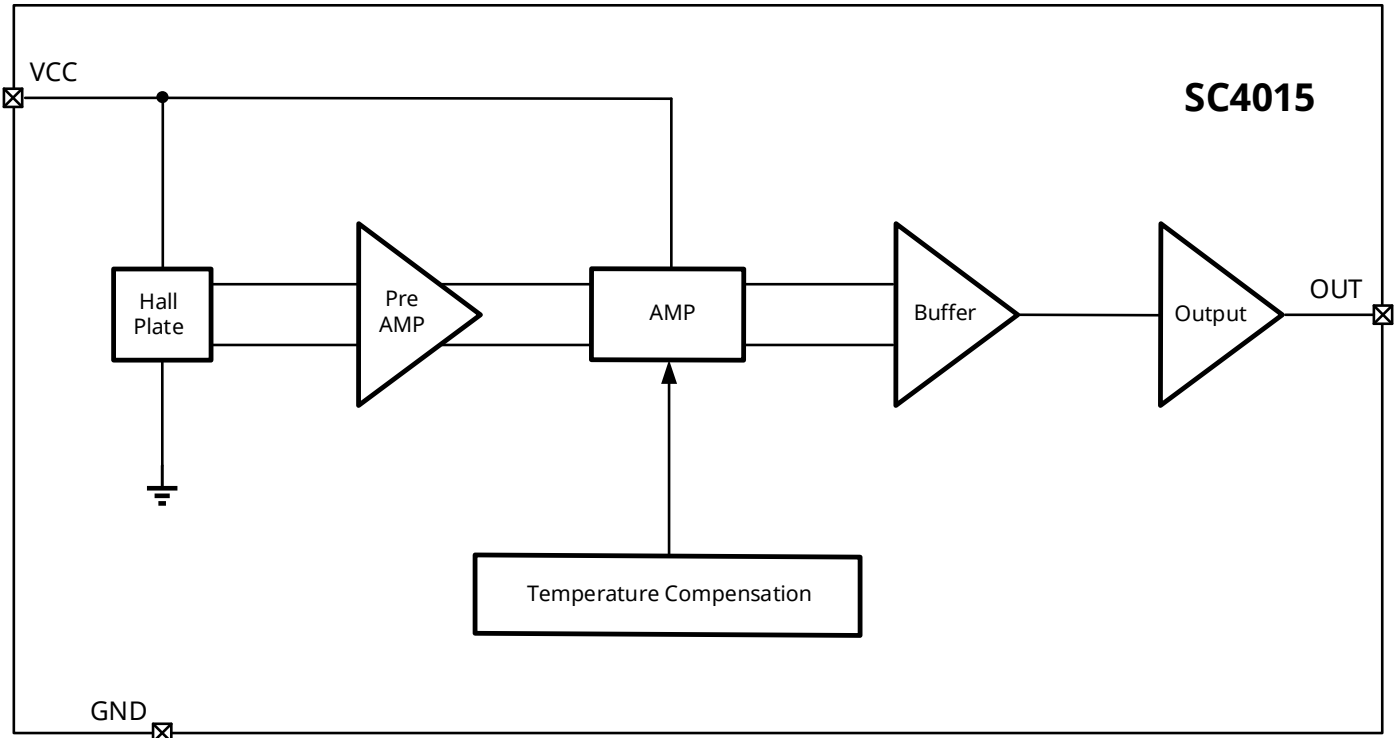 VCC
SC4015
Hall
Plate
Pre
AMP
AMP
Buffer
Output
OUT
Temperature Compensation
GND